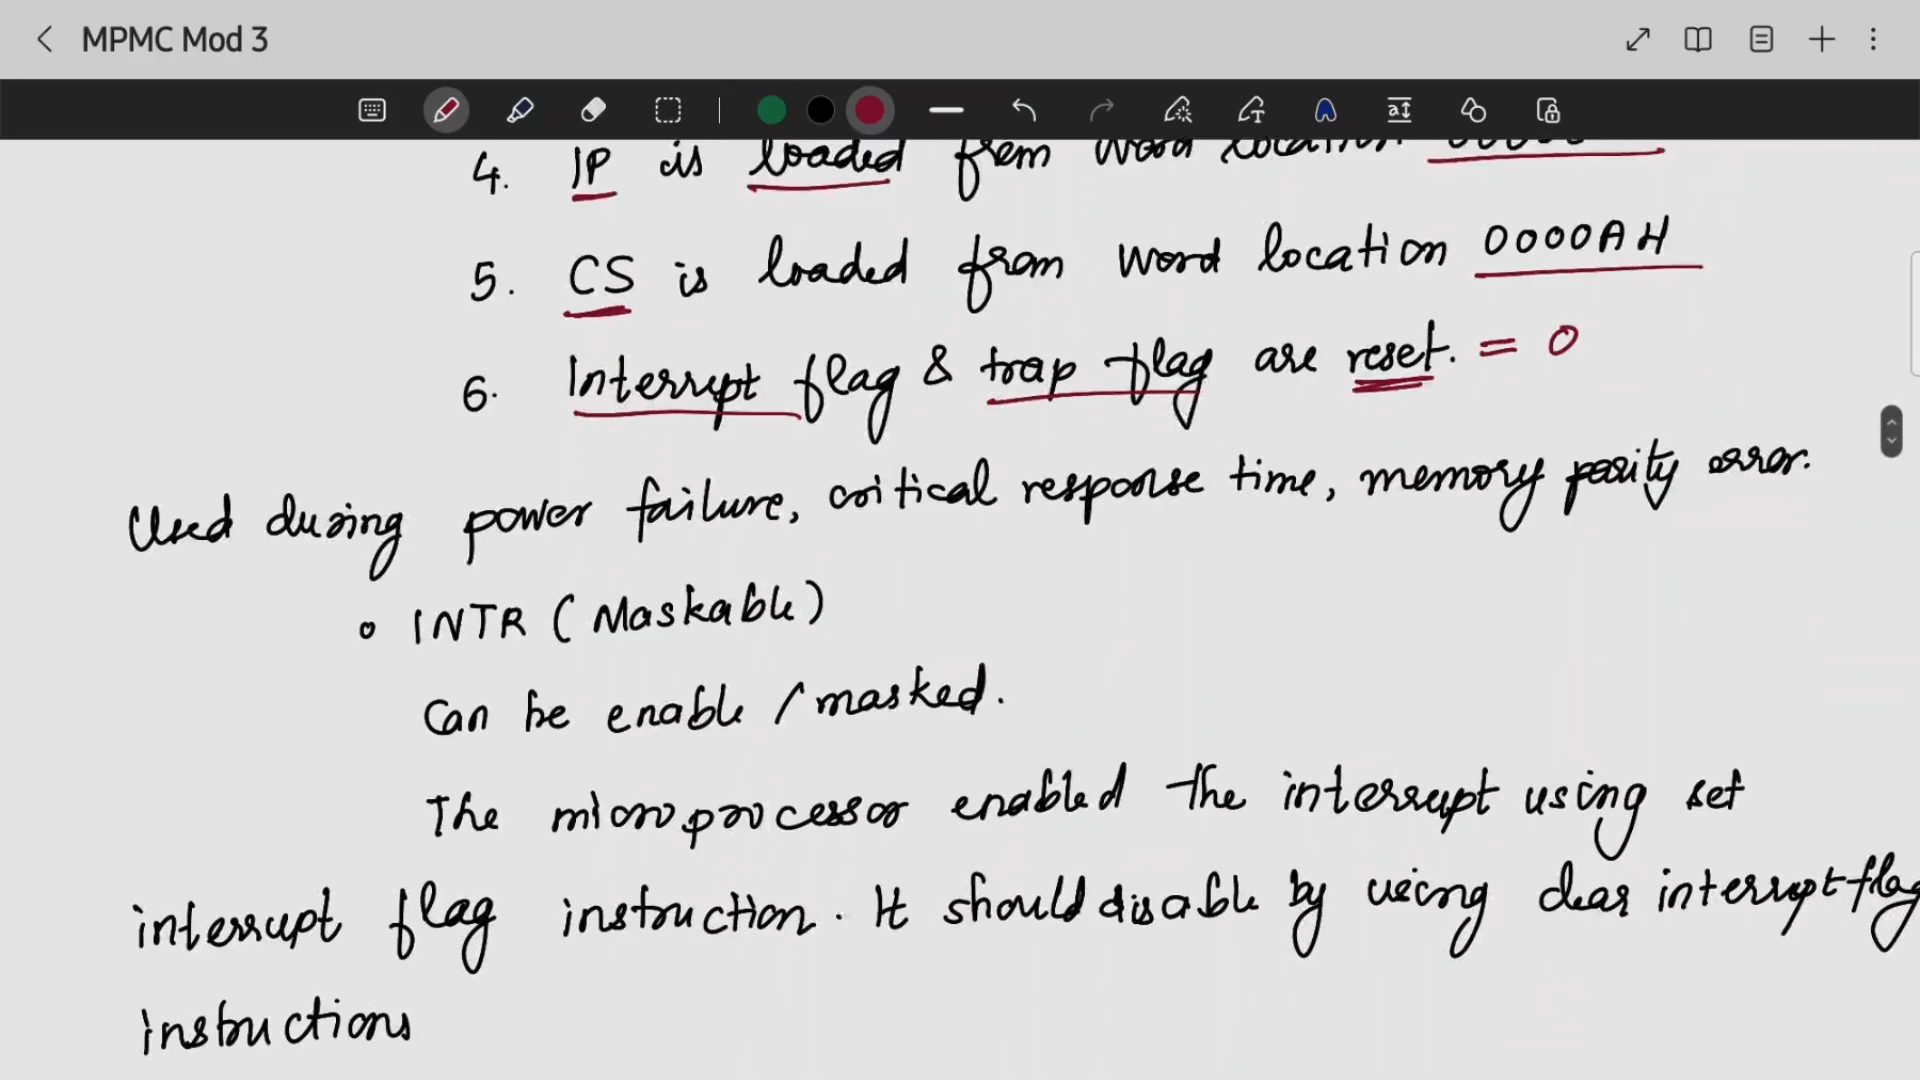 MPMC Mod 3
4. IP is loaded from word location
5. CS is loaded from word location 0000AH
6. Interrupt flag & trap flag are reset. = 0
Used during power failure, critical response time, memory parity error.
INTR (Maskable)
Can be enable / masked.
The microprocessor enabled the interrupt using set
interrupt flag instruction. It should disable by using clear interrupt flag
instructions